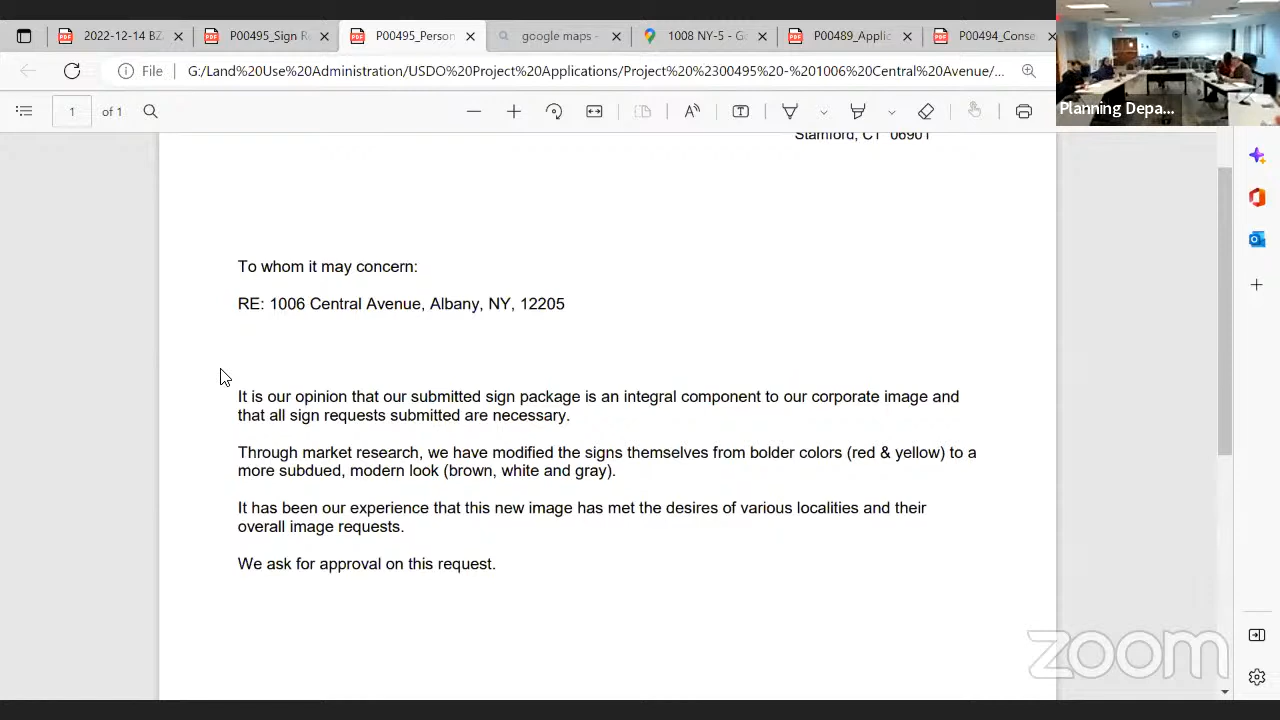 2022-12-14 BZ
P00495_Sign R
P00495_Person
google maps -
1008 NY-5 - Go
P00489_Applic
P00494_Conse
File
G:/Land%20Use%20Administration/USDO%20Project%20Applications/Project%20%2300495%20-%201006%20Central%20Avenue/...
1
of 1
Planning Depa...
Stamford, CT 06901
To whom it may concern:
RE: 1006 Central Avenue, Albany, NY, 12205
It is our opinion that our submitted sign package is an integral component to our corporate image and
that all sign requests submitted are necessary.
Through market research, we have modified the signs themselves from bolder colors (red & yellow) to a
more subdued, modern look (brown, white and gray).
It has been our experience that this new image has met the desires of various localities and their
overall image requests.
We ask for approval on this request.
zoom